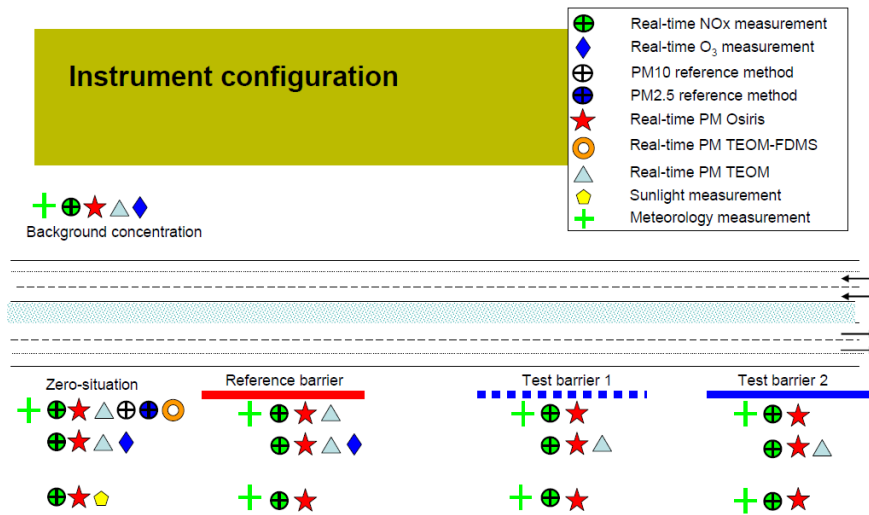 Instrument configuration
Real-time NOx measurement
Real-time O₃ measurement
PM10 reference method
PM2.5 reference method
Real-time PM Osiris
Real-time PM TEOM-FDMS
Real-time PM TEOM
Sunlight measurement
Meteorology measurement
Background concentration
Zero-situation
Reference barrier
Test barrier 1
Test barrier 2